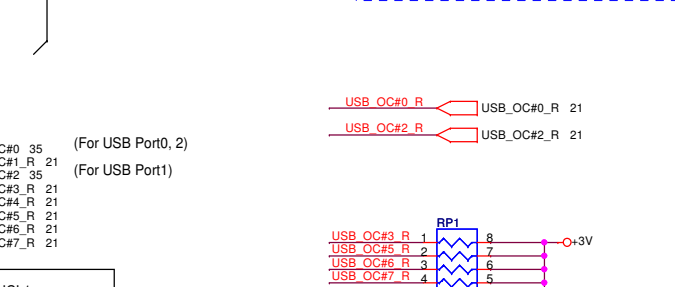 USB_OC#0_R USB_OC#0_R 21
USB_OC#2_R USB_OC#2_R 21
C#0 35 (For USB Port0, 2)
C#1_R 21
C#2 35 (For USB Port1)
C#3_R 21
C#4_R 21
C#5_R 21
C#6_R 21
C#7_R 21
RP1
USB_OC#3_R 1 8 +3V
USB_OC#5_R 2 7
USB_OC#6_R 3 6
USB_OC#7_R 4 5